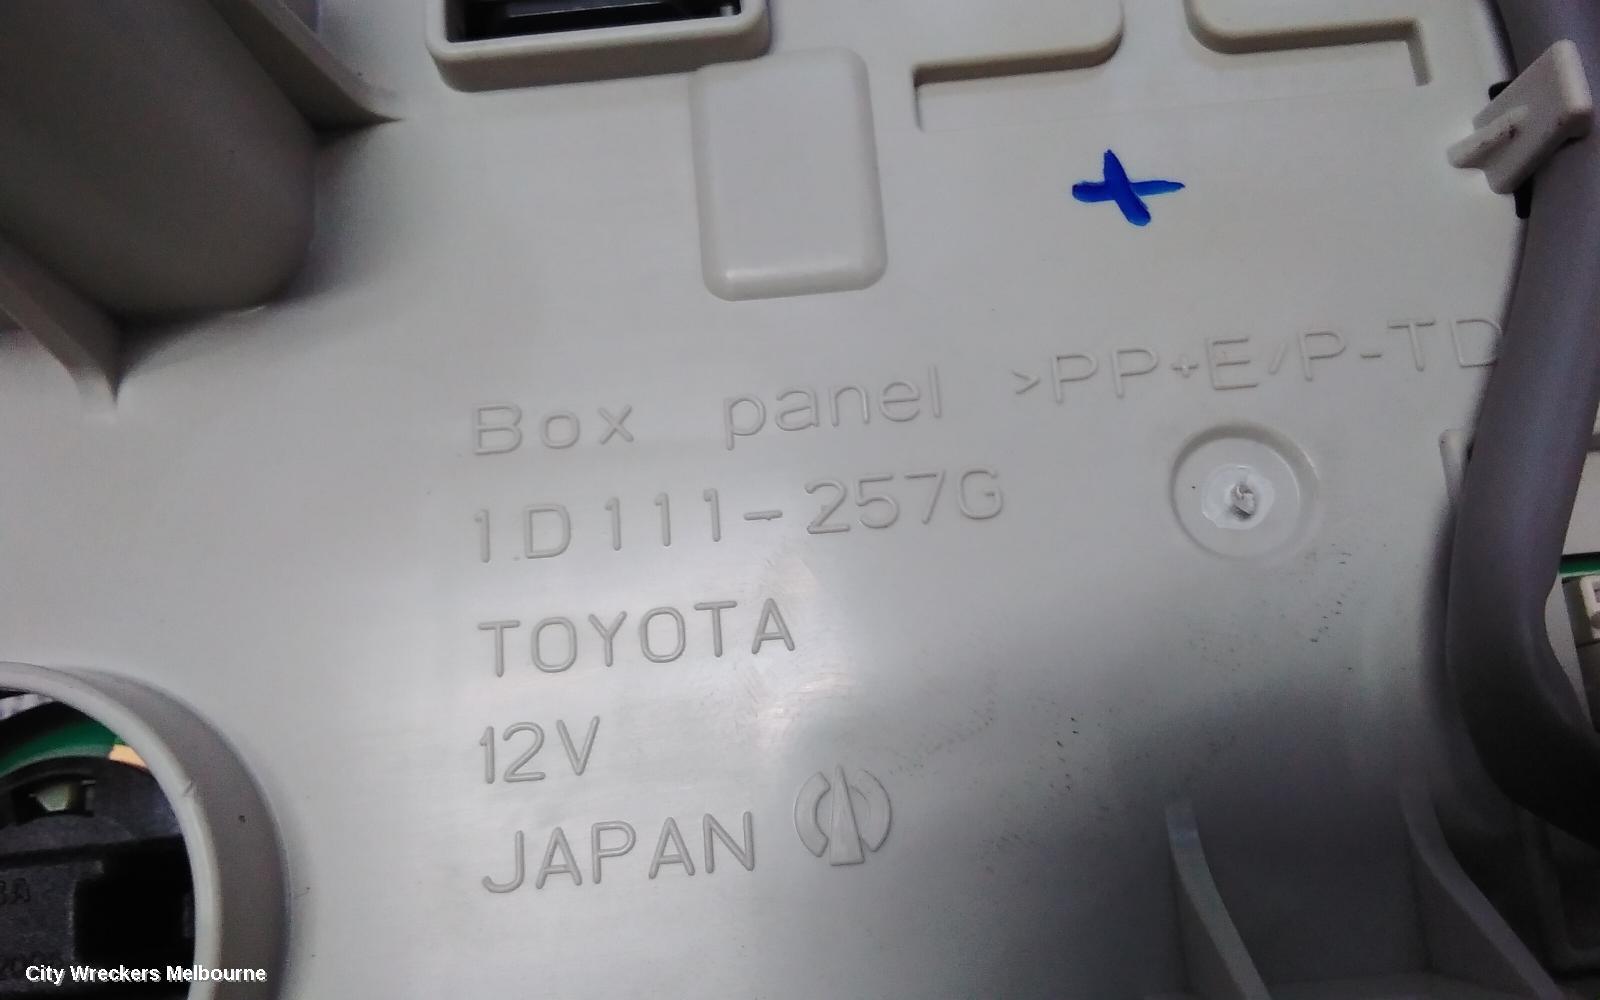 Box panel >PP+E/P-TD
1D111-257G
TOYOTA
12V
JAPAN
City Wreckers Melbourne